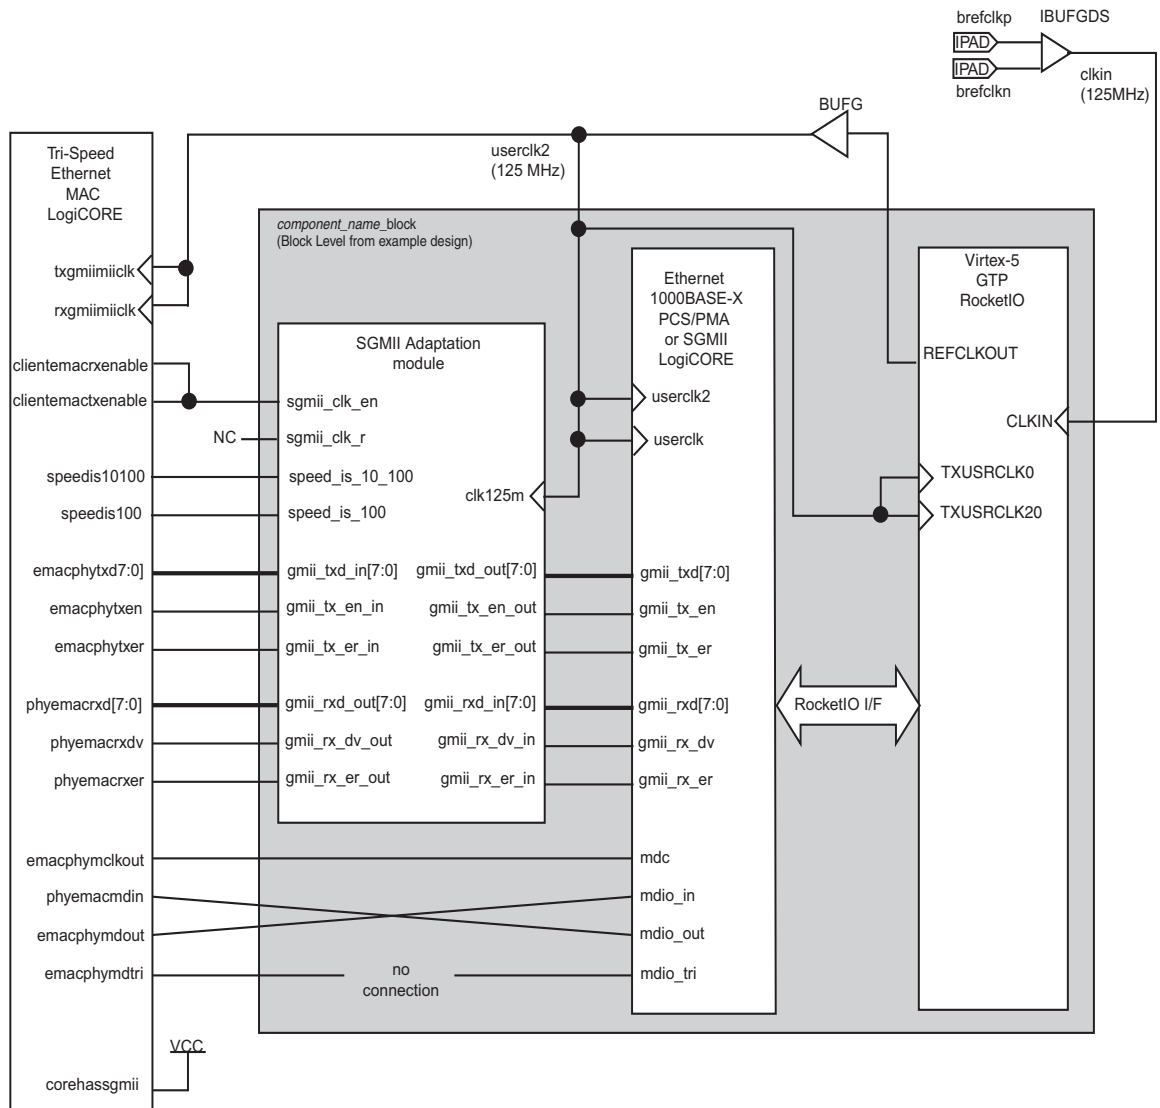 brefclkp
IBUFGDS
IPAD
IPAD
brefclkn
clkin
(125MHz)
BUFG
userclk2
(125 MHz)
Tri-Speed
Ethernet
MAC
LogiCORE
txgmiimiiclk
rxgmiimiiclk
clientemacrxenable
clientemactxenable
NC
speedis10100
speedis100
emacphytxd7:0]
emacphytxen
emacphytxer
phyemacrxd[7:0]
phyemacrxdv
phyemacrxer
emacphymclkout
phyemacmdin
emacphymdout
emacphymdtri
VCC
corehassgmii
component_name_block
(Block Level from example design)
SGMII Adaptation
module
sgmii_clk_en
sgmii_clk_r
speed_is_10_100
clk125m
speed_is_100
gmii_txd_in[7:0]
gmii_txd_out[7:0]
gmii_tx_en_in
gmii_tx_en_out
gmii_tx_er_in
gmii_tx_er_out
gmii_rxd_out[7:0]
gmii_rxd_in[7:0]
gmii_rx_dv_out
gmii_rx_dv_in
gmii_rx_er_out
gmii_rx_er_in
no
connection
Ethernet
1000BASE-X
PCS/PMA
or SGMII
LogiCORE
userclk2
userclk
gmii_txd[7:0]
gmii_tx_en
gmii_tx_er
gmii_rxd[7:0]
gmii_rx_dv
gmii_rx_er
mdc
mdio_in
mdio_out
mdio_tri
RocketIO I/F
Virtex-5
GTP
RocketIO
REFCLKOUT
CLKIN
TXUSRCLK0
TXUSRCLK20